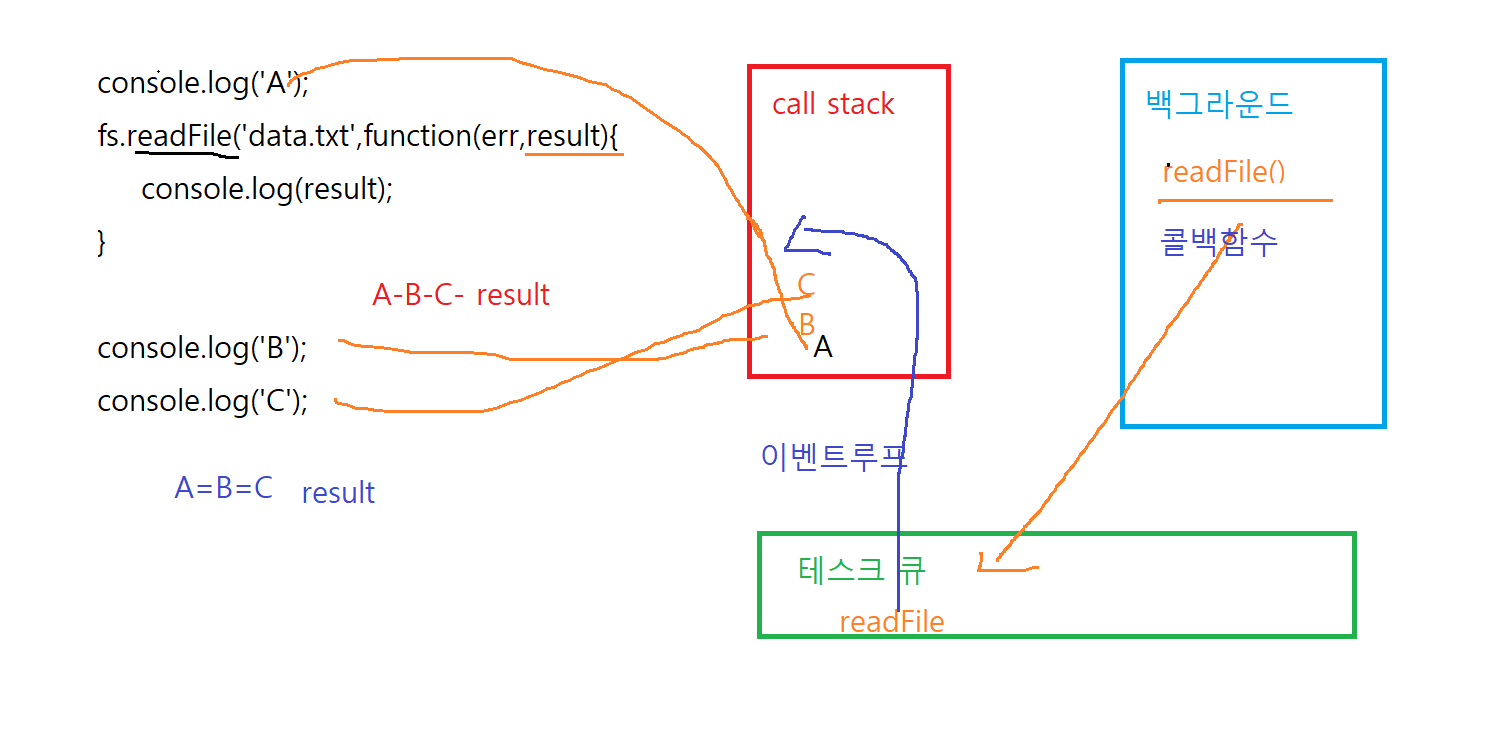 console.log('A');
fs.readFile('data.txt',function(err,result){
console.log(result);
}
A-B-C- result
console.log('B');
console.log('C');
A=B=C result
call stack
C
B
A
백그라운드
readFile()
콜백함수
이벤트루프
테스크 큐
readFile